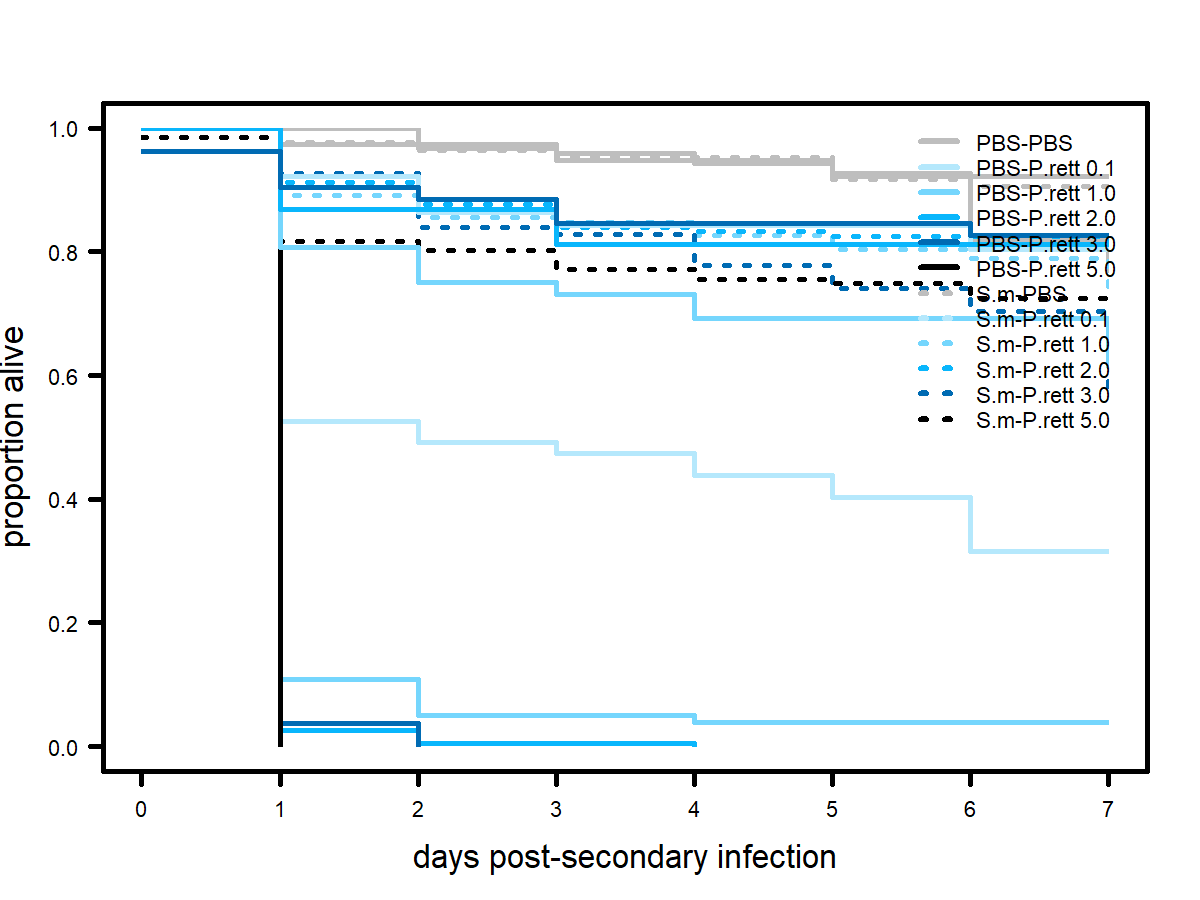 1.0
0.8
0.6
0.4
0.2
0.0
proportion alive
PBS-PBS
PBS-P.rett 0.1
PBS-P.rett 1.0
PBS-P.rett 2.0
PBS-P.rett 3.0
PBS-P.rett 5.0
S.m-PBS
S.m-P.rett 0.1
S.m-P.rett 1.0
S.m-P.rett 2.0
S.m-P.rett 3.0
S.m-P.rett 5.0
0 1 2 3 4 5 6 7
days post-secondary infection